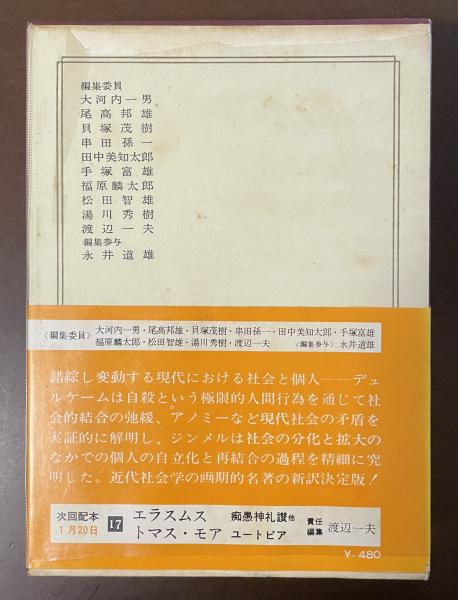 編集委員
大河内一男
尾高邦雄
貝塚茂樹
串田孫一
田中美知太郎
手塚富雄
福原麟太郎
松田智雄
湯川秀樹
渡辺一夫
編集参与
永井道雄
〈編集委員〉大河内一男・尾高邦雄・貝塚茂樹・串田孫一・田中美知太郎・手塚富雄
福原麟太郎・松田智雄・湯川秀樹・渡辺一夫 〈編集参与〉永井道雄
錯綜し変動する現代における社会と個人──デュ
ルケームは自殺という極限的人間行為を通じて社
会的結合の弛緩、アノミーなど現代社会の矛盾を
実証的に解明し、ジンメルは社会の分化と拡大の
なかでの個人の自立化と再結合の過程を精細に究
明した。近代社会学の画期的名著の新訳決定版！
次回配本
1月20日
17
エラスムス 痴愚神礼讃他
トマス・モア ユートピア
責任
編集
渡辺一夫
￥. 480